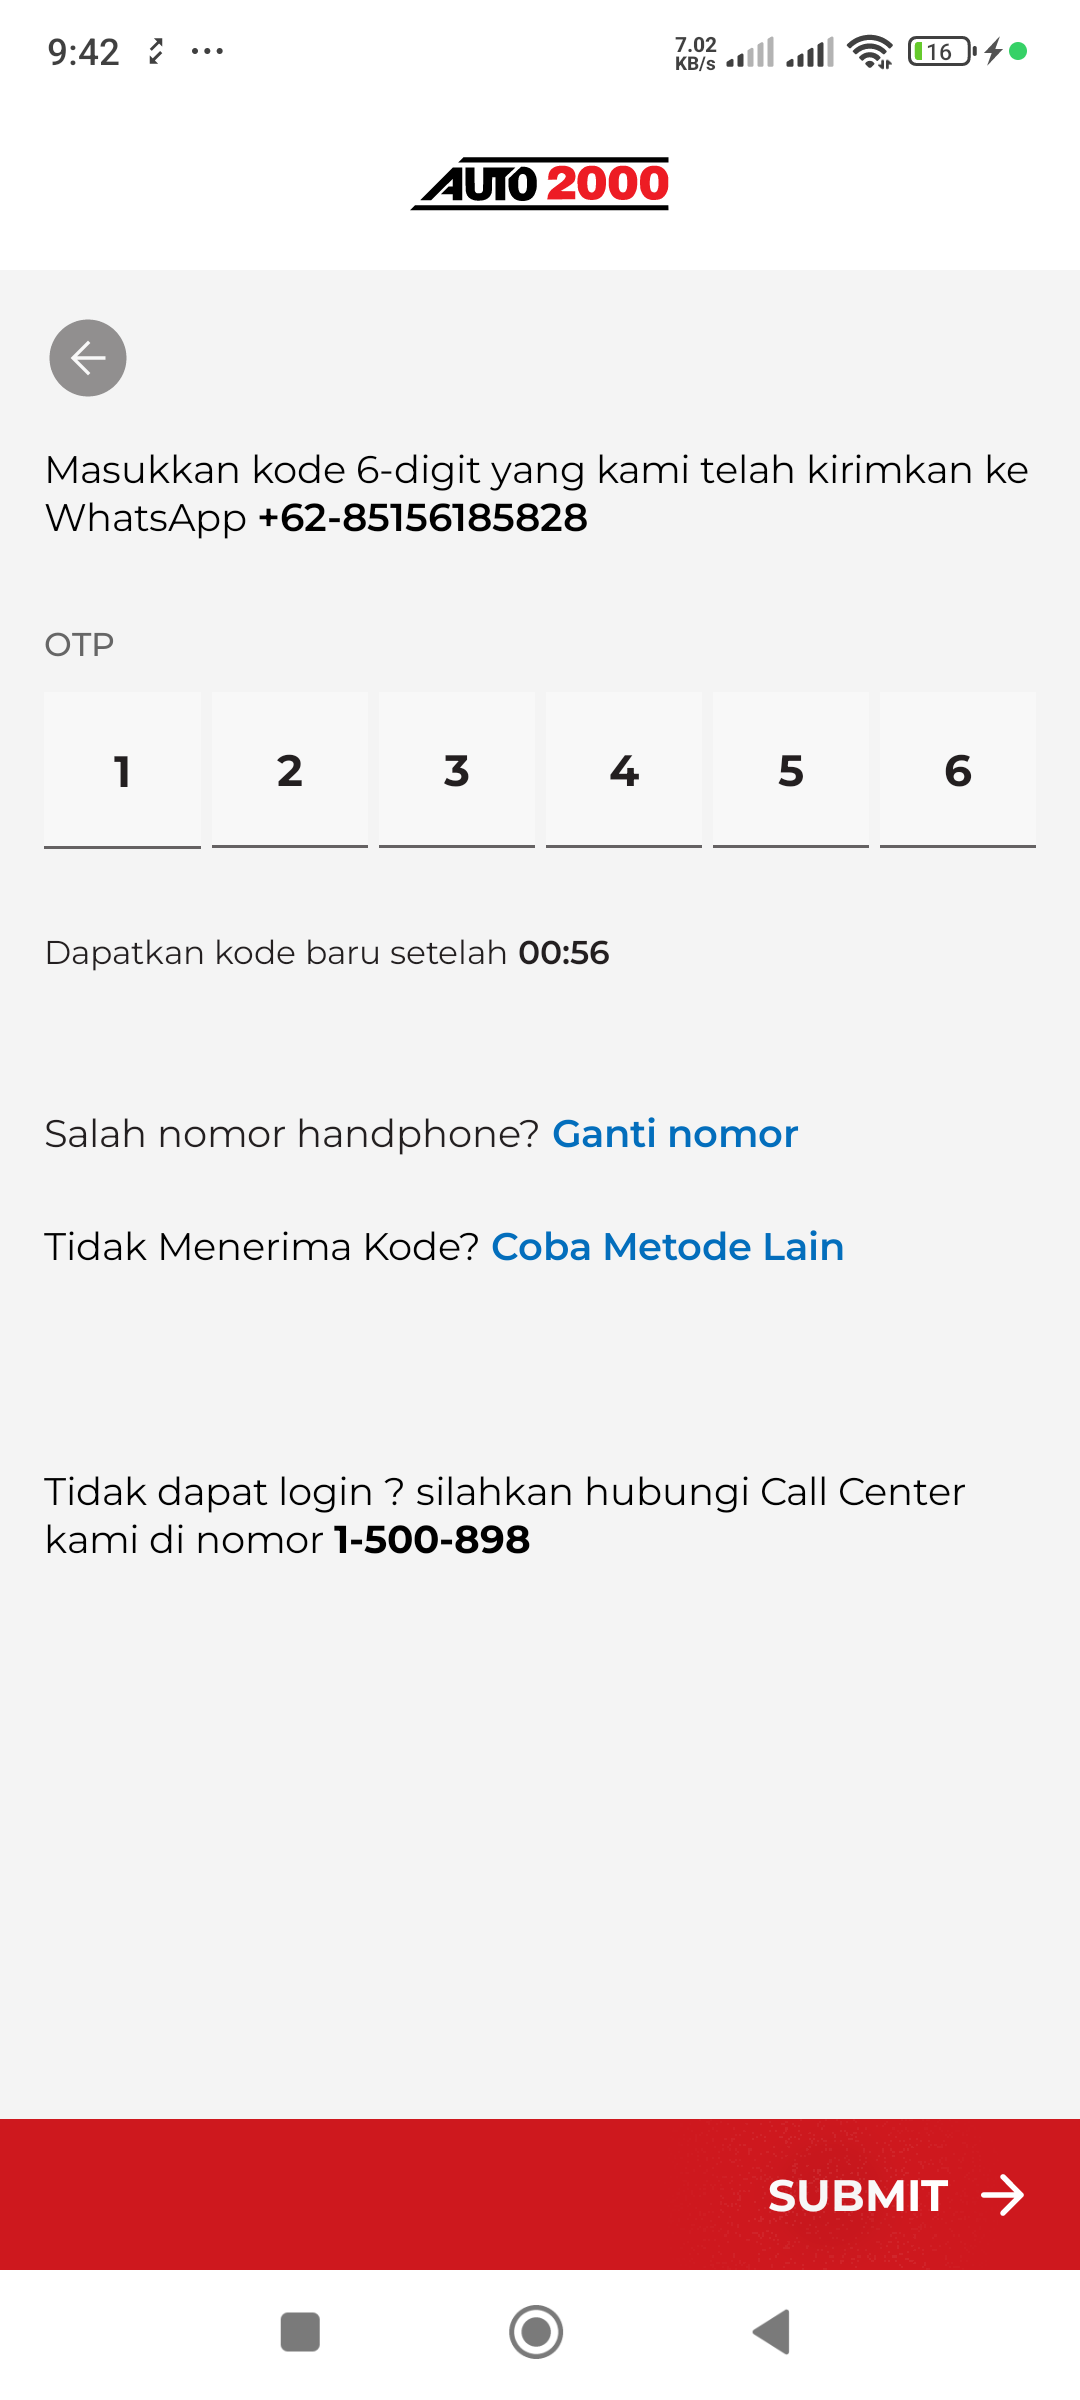 9:42
7.02
KB/s
16
AUTO 2000
Masukkan kode 6-digit yang kami telah kirimkan ke
WhatsApp +62-85156185828
OTP
1 2 3 4 5 6
Dapatkan kode baru setelah 00:56
Salah nomor handphone? Ganti nomor
Tidak Menerima Kode? Coba Metode Lain
Tidak dapat login ? silahkan hubungi Call Center
kami di nomor 1-500-898
SUBMIT